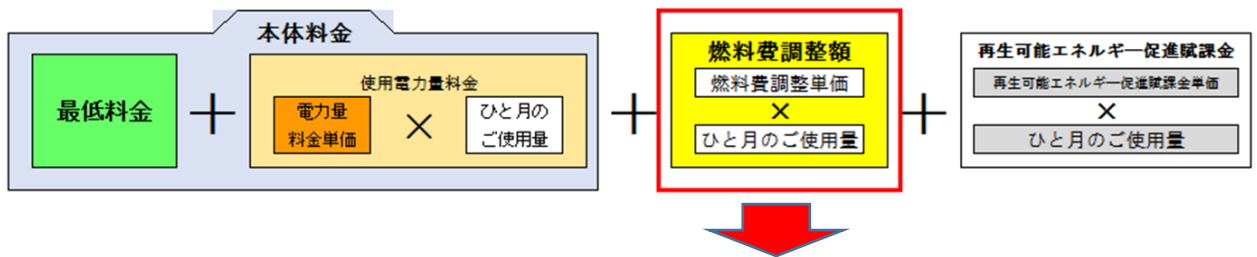 本体料金
最低料金
＋
使用電力量料金
電力量
料金単価
×
ひと月の
ご使用量
＋
燃料費調整額
燃料費調整単価
×
ひと月のご使用量
＋
再生可能エネルギー促進賦課金
再生可能エネルギー促進賦課金単価
×
ひと月のご使用量